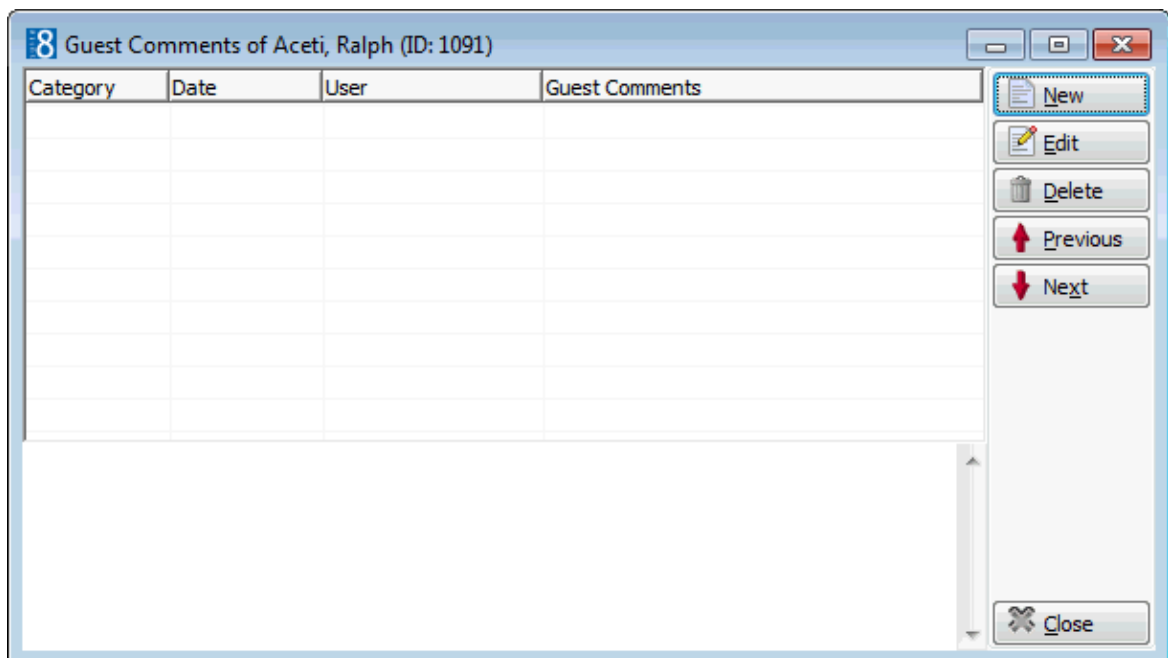 8 Guest Comments of Aceti, Ralph (ID: 1091)
Category Date User Guest Comments
New
Edit
Delete
Previous
Next
Close